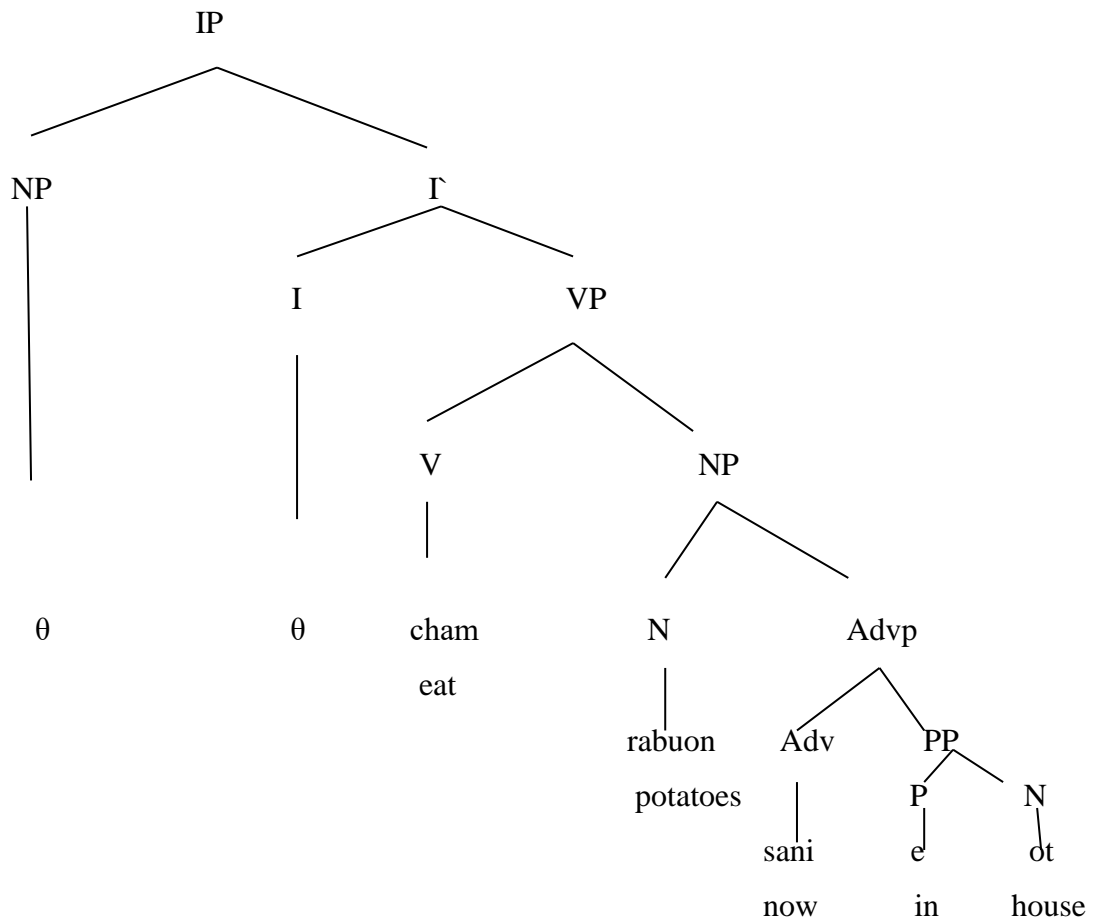 IP
NP I`
I VP
V NP
θ θ cham N Advp
eat
rabuon Adv PP
potatoes P N
sani e ot
now in house